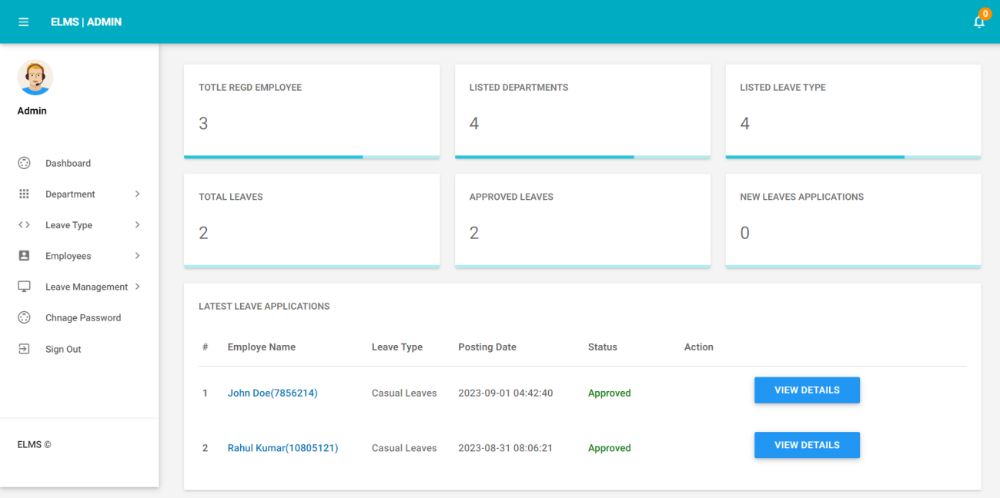 ELMS | ADMIN
0
Admin
Dashboard
Department
Leave Type
Employees
Leave Management
Chnage Password
Sign Out
ELMS ©
TOTLE REGD EMPLOYEE
3
LISTED DEPARTMENTS
4
LISTED LEAVE TYPE
4
TOTAL LEAVES
2
APPROVED LEAVES
2
NEW LEAVES APPLICATIONS
0
LATEST LEAVE APPLICATIONS
# Employe Name Leave Type Posting Date Status Action
1 John Doe(7856214) Casual Leaves 2023-09-01 04:42:40 Approved VIEW DETAILS
2 Rahul Kumar(10805121) Casual Leaves 2023-08-31 08:06:21 Approved VIEW DETAILS